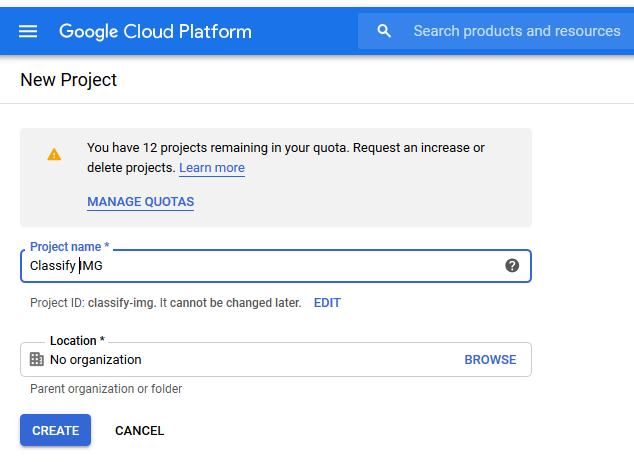 Google Cloud Platform
Search products and resources
New Project
You have 12 projects remaining in your quota. Request an increase or
delete projects. Learn more
MANAGE QUOTAS
Project name *
Classify IMG
Project ID: classify-img. It cannot be changed later. EDIT
Location *
No organization
BROWSE
Parent organization or folder
CREATE
CANCEL